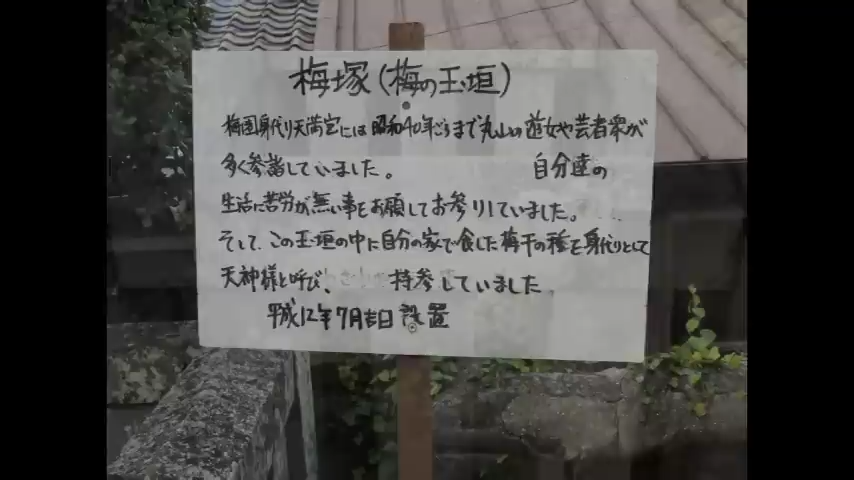 梅塚(梅の玉垣)
梅園身代り天満宮には昭和40年ごろまで丸山の遊女や芸者衆が
多く参詣していました。 自分達の
生活に苦労が無い事をお願してお参りしていました。
そして、この玉垣の中に自分の家で食した梅干の種を身代りとして
天神様と呼び、 持参していました。
平成12年7月吉日 設置